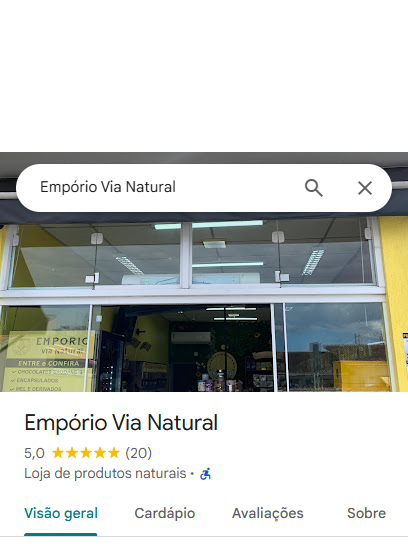 Empório Via Natural
EMPORIO
VIA Natural
ENTRE e CONFIRA
✓ CHOCOLATES
✓ ENCAPSULADOS
✓ MEL E DERIVADOS
Empório Via Natural
5,0 ★★★★★ (20)
Loja de produtos naturais •
Visão geral Cardápio Avaliações Sobre